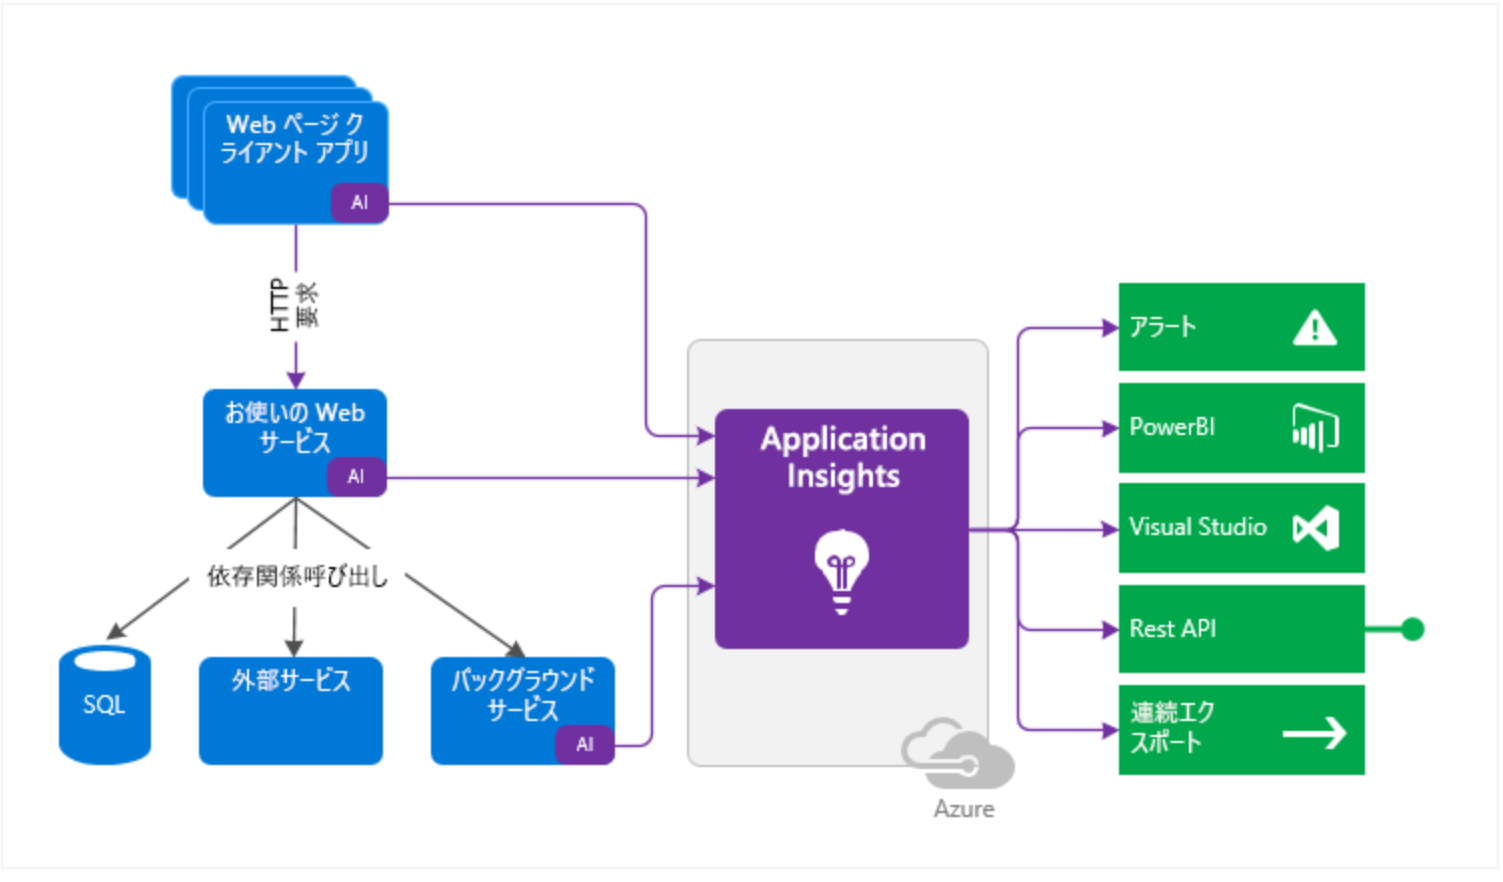 Web ページ ク
ライアント アプリ
AI
HTTP
要求
お使いの Web
サービス
AI
依存関係呼び出し
SQL
外部サービス
バックグラウンド
サービス
AI
Application
Insights
Azure
アラート
PowerBI
Visual Studio
Rest API
連続エク
スポート